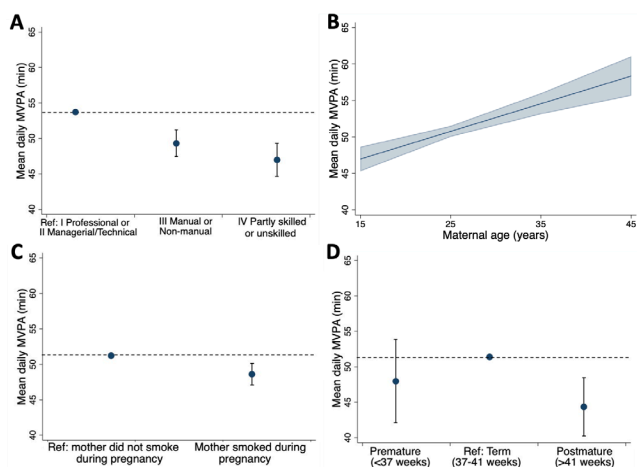 A
Mean daily MVPA (min)
65
60
55
50
45
40
Ref: I Professional or
II Managerial/Technical
III Manual or
Non-manual
IV Partly skilled
or unskilled
B
Mean daily MVPA (min)
65
60
55
50
45
40
15
25
35
45
Maternal age (years)
C
Mean daily MVPA (min)
65
60
55
50
45
40
Ref: mother did not smoke
during pregnancy
Mother smoked during
pregnancy
D
Mean daily MVPA (min)
65
60
55
50
45
40
Premature
(<37 weeks)
Ref: Term
(37-41 weeks)
Postmature
(>41 weeks)